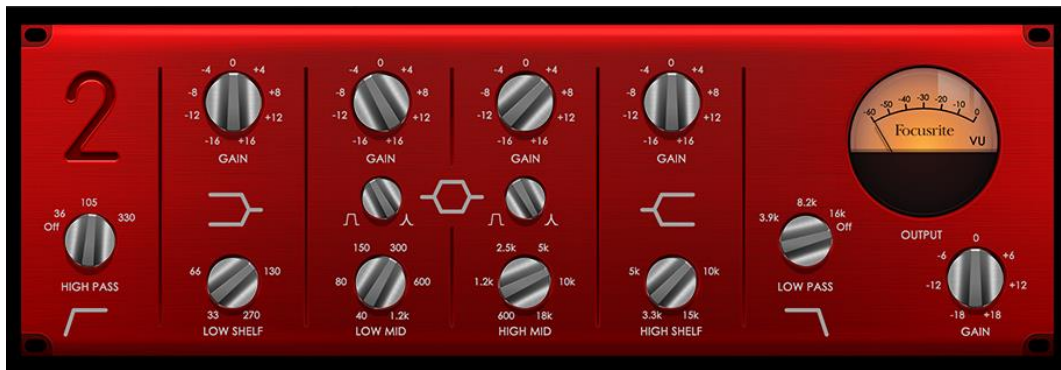 2
36
Off
105
330
HIGH PASS
-4 0 +4
-8 +8
-12 +12
-16 +16
GAIN
66 130
33 270
LOW SHELF
-4 0 +4
-8 +8
-12 +12
-16 +16
GAIN
150 300
80 600
40 1.2k
LOW MID
-4 0 +4
-8 +8
-12 +12
-16 +16
GAIN
2.5k 5k
1.2k 10k
600 18k
HIGH MID
-4 0 +4
-8 +8
-12 +12
-16 +16
GAIN
5k 10k
3.3k 15k
HIGH SHELF
8.2k
3.9k 16k
Off
LOW PASS
-60 -50 -40 -30 -20 -10 0
Focusrite
VU
OUTPUT
0
-6 +6
-12 +12
-18 +18
GAIN